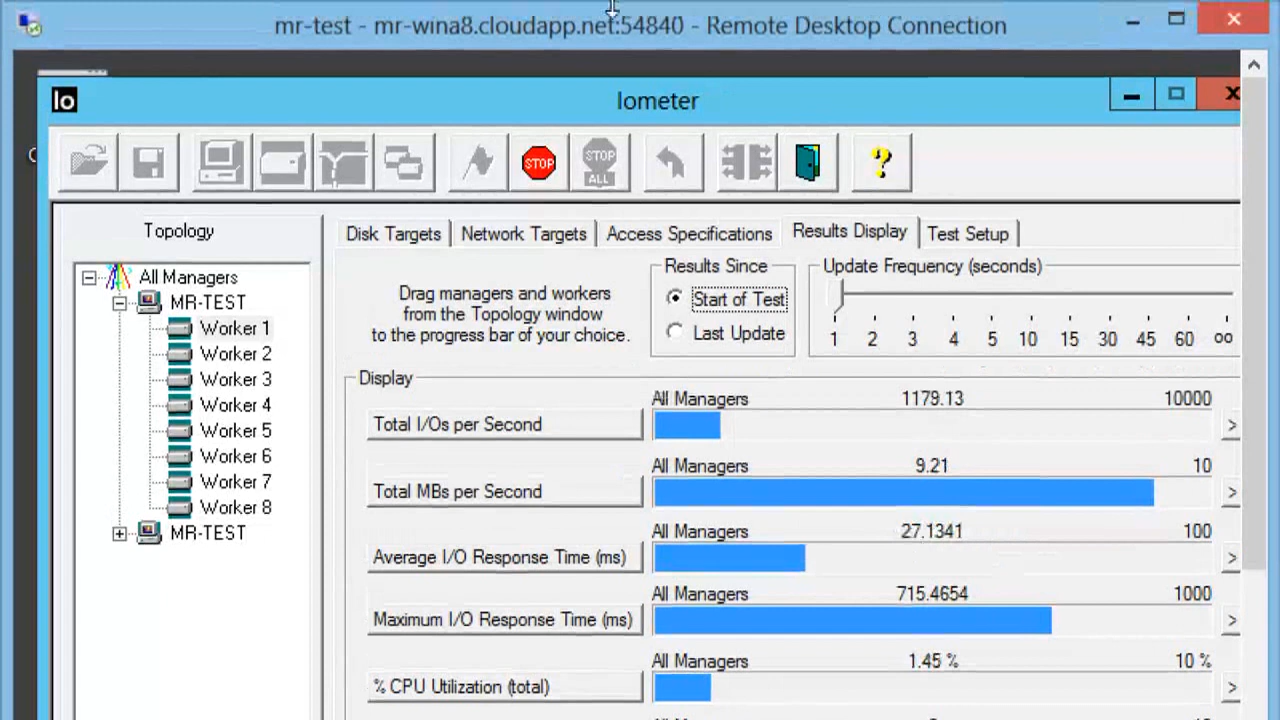 mr-test - mr-wina8.cloudapp.net:54840 - Remote Desktop Connection
Io
Iometer
STOP
STOP
ALL
?
Topology
All Managers
MR-TEST
Worker 1
Worker 2
Worker 3
Worker 4
Worker 5
Worker 6
Worker 7
Worker 8
MR-TEST
Disk Targets
Network Targets
Access Specifications
Results Display
Test Setup
Drag managers and workers
from the Topology window
to the progress bar of your choice.
Results Since
Start of Test
Last Update
Update Frequency (seconds)
1 2 3 4 5 10 15 30 45 60 oo
Display
All Managers 1179.13 10000
Total I/Os per Second
>
All Managers 9.21 10
Total MBs per Second
>
All Managers 27.1341 100
Average I/O Response Time (ms)
>
All Managers 715.4654 1000
Maximum I/O Response Time (ms)
>
All Managers 1.45 % 10 %
% CPU Utilization (total)
>